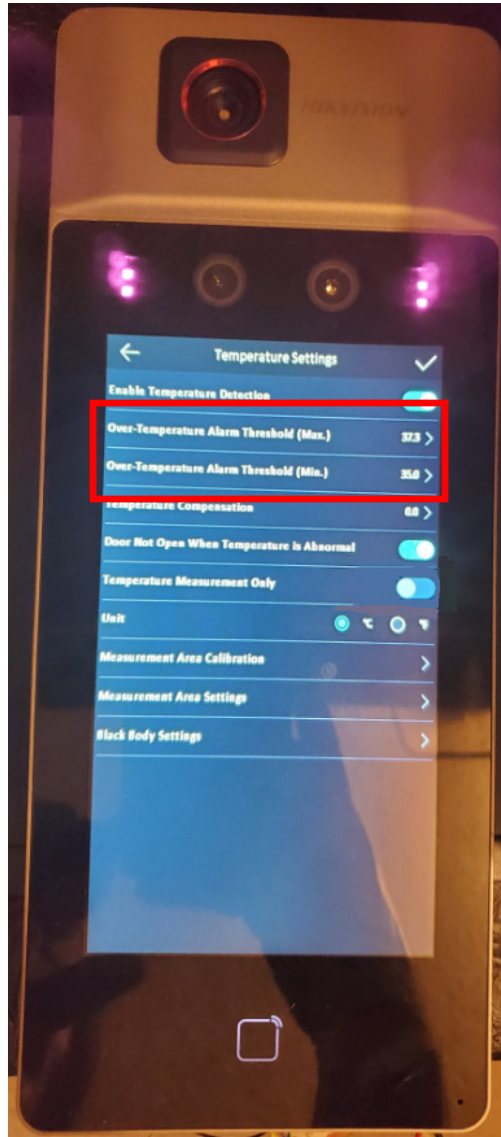 HIKVISION
Temperature Settings
Enable Temperature Detection
Over-Temperature Alarm Threshold (Max.) 37.3 >
Over-Temperature Alarm Threshold (Min.) 35.0 >
Temperature Compensation 0.0 >
Door Not Open When Temperature is Abnormal
Temperature Measurement Only
Unit °C °F
Measurement Area Calibration >
Measurement Area Settings >
Black Body Settings >